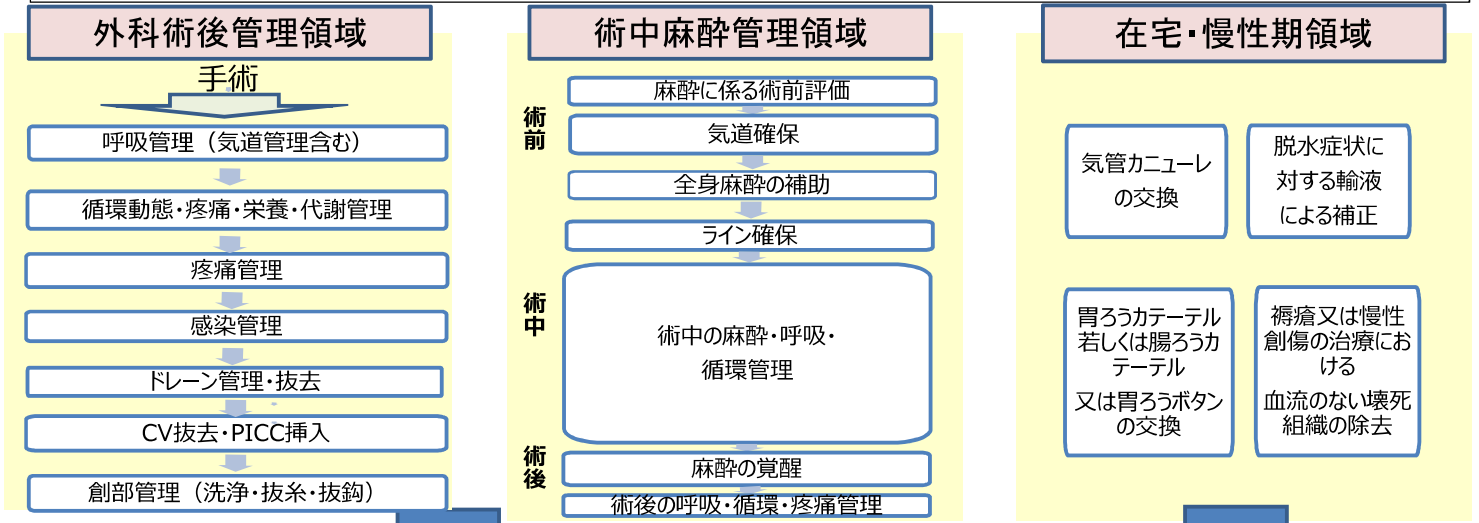 外科術後管理領域
手術
呼吸管理（気道管理含む）
循環動態・疼痛・栄養・代謝管理
疼痛管理
感染管理
ドレーン管理・抜去
CV抜去・PICC挿入
創部管理（洗浄・抜糸・抜鈎）
術中麻酔管理領域
術前
麻酔に係る術前評価
気道確保
全身麻酔の補助
ライン確保
術中
術中の麻酔・呼吸・
循環管理
術後
麻酔の覚醒
術後の呼吸・循環・疼痛管理
在宅・慢性期領域
気管カニューレ
の交換
脱水症状に
対する輸液
による補正
胃ろうカテーテル
若しくは腸ろうカ
テーテル
又は胃ろうボタン
の交換
褥瘡又は慢性
創傷の治療にお
ける
血流のない壊死
組織の除去